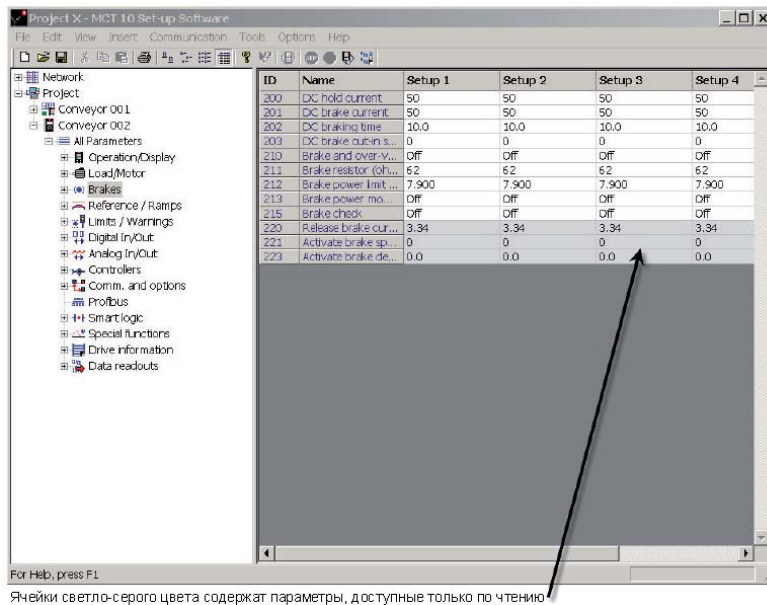 Project X - MCT 10 Set-up Software
File Edit View Insert Communication Tools Options Help
Network
Project
Conveyor 001
Conveyor 002
All Parameters
Operation/Display
Load/Motor
Brakes
Reference / Ramps
Limits / Warnings
Digital In/Out
Analog In/Out
Controllers
Comm. and options
Profibus
Smart logic
Special functions
Drive information
Data readouts
ID Name Setup 1 Setup 2 Setup 3 Setup 4
200 DC hold current 50 50 50 50
201 DC brake current 50 50 50 50
202 DC braking time 10.0 10.0 10.0 10.0
203 DC brake cut-in s... 0 0 0 0
210 Brake and over-v... Off Off Off Off
211 Brake resistor (oh... 62 62 62 62
212 Brake power limit ... 7.900 7.900 7.900 7.900
213 Brake power mo... Off Off Off Off
215 Brake check Off Off Off Off
220 Release brake cur... 3.34 3.34 3.34 3.34
221 Activate brake sp... 0 0 0 0
223 Activate brake de... 0.0 0.0 0.0 0.0
For Help, press F1
Ячейки светло-серого цвета содержат параметры, доступные только по чтению